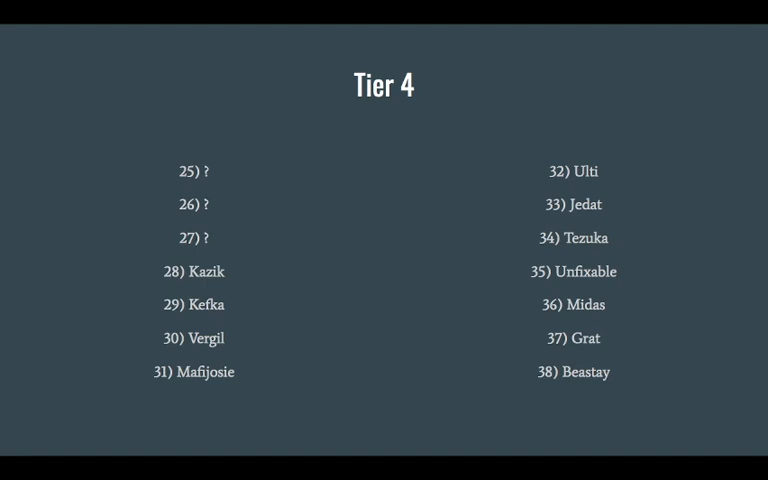 Tier 4
25) ?
26) ?
27) ?
28) Kazik
29) Kefka
30) Vergil
31) Mafijosie
32) Ulti
33) Jedat
34) Tezuka
35) Unfixable
36) Midas
37) Grat
38) Beastay